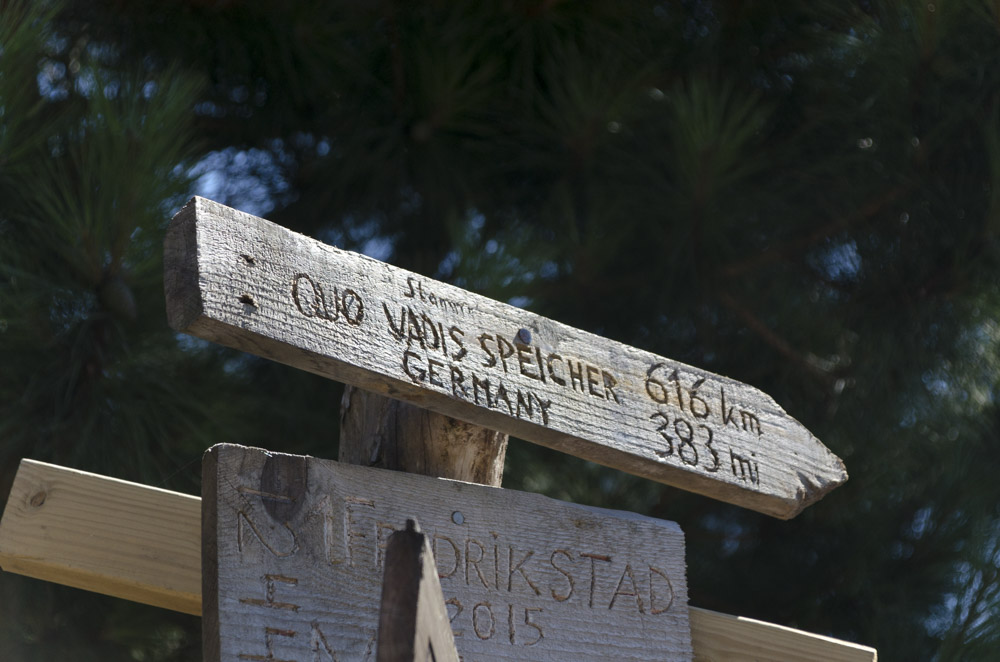 QUO VADIS SPEICHER 616 km
GERMANY 383 mi
FREDRIKSTAD
2015